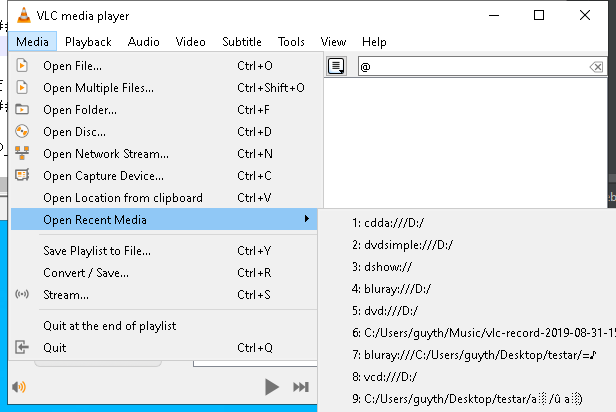 VLC media player
Media Playback Audio Video Subtitle Tools View Help
Open File... Ctrl+O
@
Open Multiple Files... Ctrl+Shift+O
Open Folder... Ctrl+F
Open Disc... Ctrl+D
Open Network Stream... Ctrl+N
Open Capture Device... Ctrl+C
Open Location from clipboard Ctrl+V
Open Recent Media
1: cdda:///D:/
2: dvdsimple:///D:/
Save Playlist to File... Ctrl+Y
3: dshow://
Convert / Save... Ctrl+R
4: bluray:///D:/
Stream... Ctrl+S
5: dvd:///D:/
Quit at the end of playlist
6: C:/Users/guyth/Music/vlc-record-2019-08-31-15
Quit Ctrl+Q
7: bluray:///C:/Users/guyth/Desktop/testar/=♪
8: vcd:///D:/
9: C:/Users/guyth/Desktop/testar/a░/û a░)